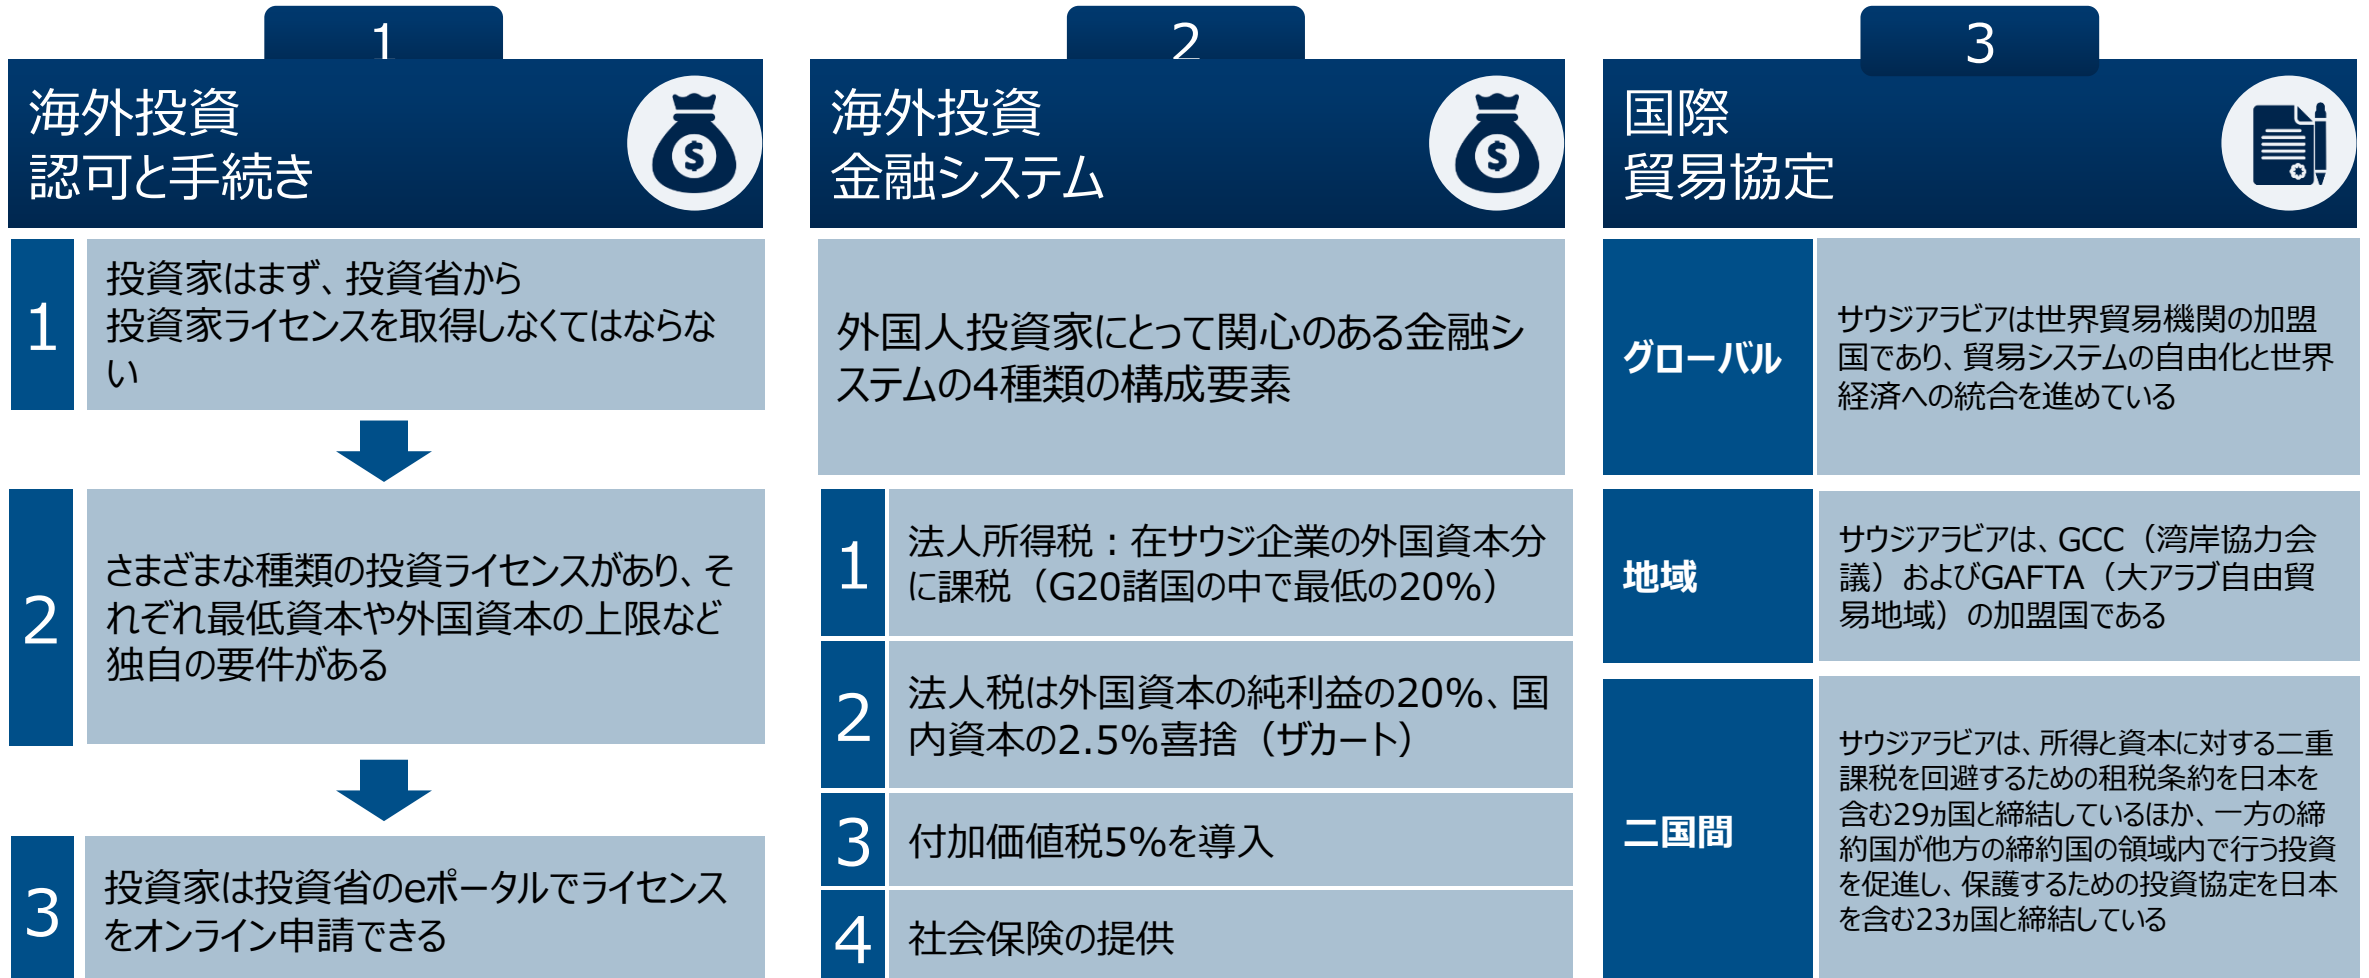 1
海外投資
認可と手続き
1
投資家はまず、投資省から
投資家ライセンスを取得しなくてはならな
い
2
さまざまな種類の投資ライセンスがあり、そ
れぞれ最低資本や外国資本の上限など
独自の要件がある
3
投資家は投資省のeポータルでライセンス
をオンライン申請できる
2
海外投資
金融システム
外国人投資家にとって関心のある金融シ
ステムの4種類の構成要素
1
法人所得税：在サウジ企業の外国資本分
に課税（G20諸国の中で最低の20%）
2
法人税は外国資本の純利益の20%、国
内資本の2.5%喜捨（ザカート）
3
付加価値税5%を導入
4
社会保険の提供
3
国際
貿易協定
グローバル
サウジアラビアは世界貿易機関の加盟
国であり、貿易システムの自由化と世界
経済への統合を進めている
地域
サウジアラビアは、GCC（湾岸協力会
議）およびGAFTA（大アラブ自由貿
易地域）の加盟国である
二国間
サウジアラビアは、所得と資本に対する二重
課税を回避するための租税条約を日本を
含む29ヵ国と締結しているほか、一方の締
約国が他方の締約国の領域内で行う投資
を促進し、保護するための投資協定を日本
を含む23ヵ国と締結している